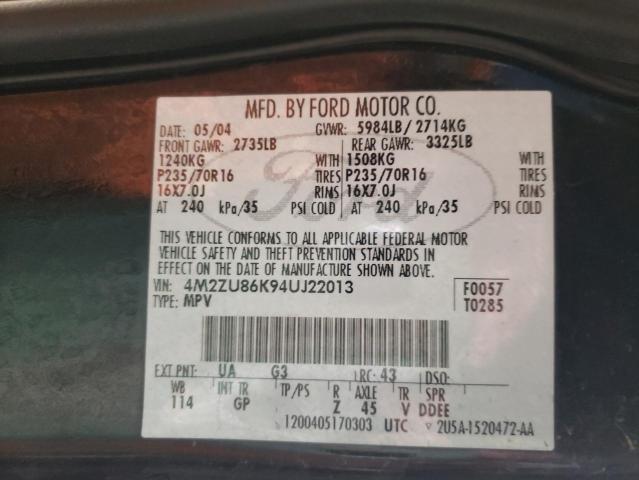 MFD. BY FORD MOTOR CO.
DATE: 05/04 GVWR: 5984LB/ 2714KG
FRONT GAWR: 2735LB REAR GAWR: 3325LB
1240KG WITH 1508KG WITH
P235/70R16 TIRES P235/70R16 TIRES
16X7.0J RIMS 16X7.0J RIMS
AT 240 kPa/35 PSI COLD AT 240 kPa/35 PSI COLD
Ford
THIS VEHICLE CONFORMS TO ALL APPLICABLE FEDERAL MOTOR
VEHICLE SAFETY AND THEFT PREVENTION STANDARDS IN
EFFECT ON THE DATE OF MANUFACTURE SHOWN ABOVE.
VIN: 4M2ZU86K94UJ22013 F0057
TYPE: MPV T0285
EXT PNT: UA G3 RC: 43 DSO:
WB INT TR TP/PS R AXLE TR SPR
114 GP Z 45 V DDEE
1200405170303 UTC 2U5A-1520472-AA